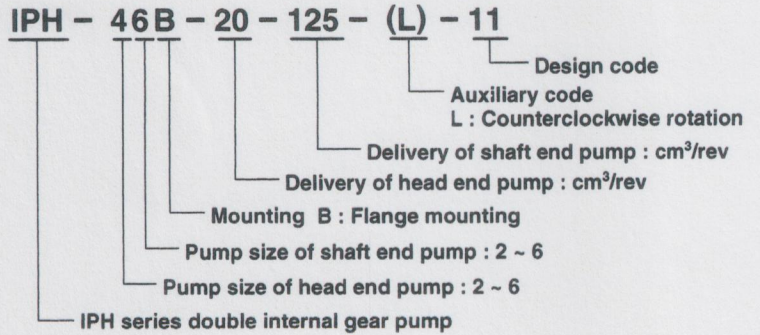 IPH - 46B - 20 - 125 - (L) - 11
Design code
Auxiliary code
L : Counterclockwise rotation
Delivery of shaft end pump : cm³/rev
Delivery of head end pump : cm³/rev
Mounting B : Flange mounting
Pump size of shaft end pump : 2 ~ 6
Pump size of head end pump : 2 ~ 6
IPH series double internal gear pump